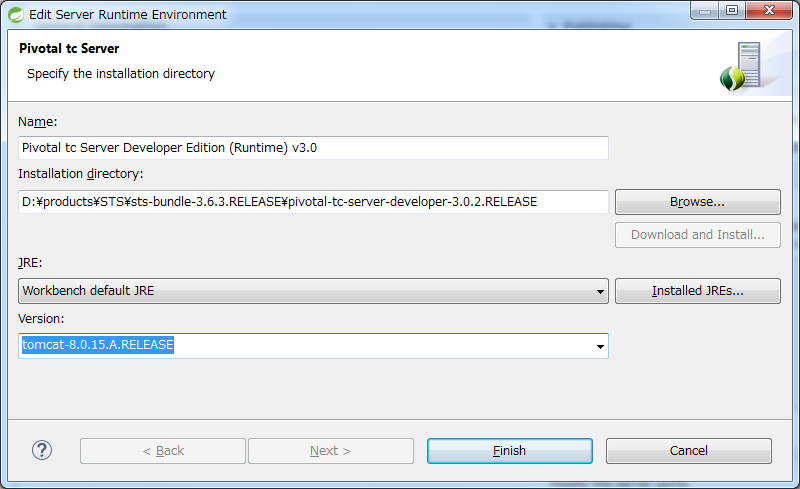 Edit Server Runtime Environment
Pivotal tc Server
Specify the installation directory
Name:
Pivotal tc Server Developer Edition (Runtime) v3.0
Installation directory:
D:¥products¥STS¥sts-bundle-3.6.3.RELEASE¥pivotal-tc-server-developer-3.0.2.RELEASE
Browse...
Download and Install...
JRE:
Workbench default JRE
Installed JREs...
Version:
tomcat-8.0.15.A.RELEASE
?
< Back
Next >
Finish
Cancel